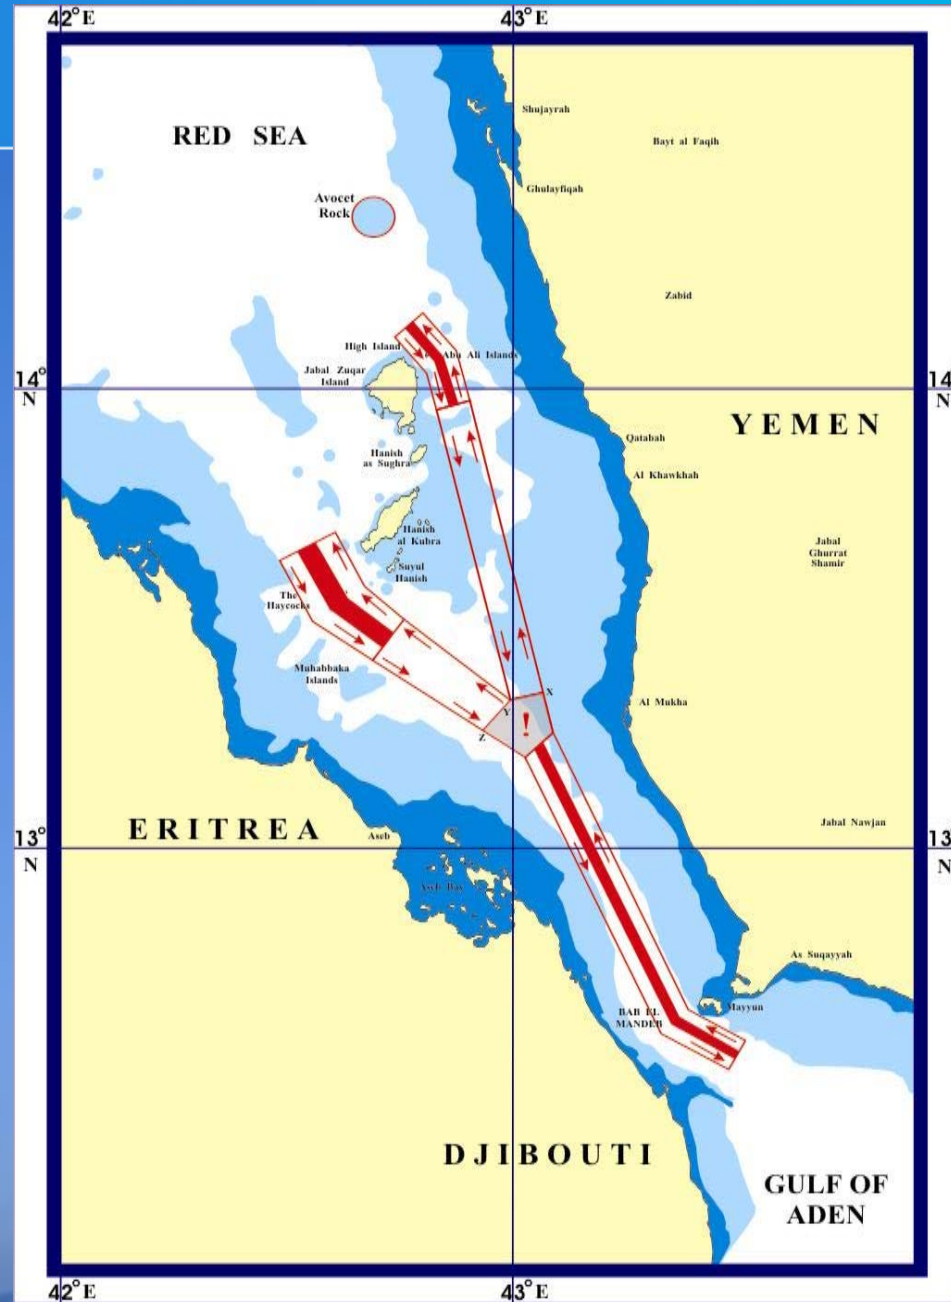 42° E
43° E
Shujayrah
RED SEA
Bayt al Faqih
Ghulayfiqah
Avocet
Rock
Zabid
High Island
Abu Ali Islands
Jabal Zuqar
Island
14°
N
14
N
YEMEN
Qatabah
Hanish
as Sughra
Al Khawkhah
Hanish
al Kubra
Jabal
Ghurrat
Shamir
Suyul
Hanish
The
Haycocks
Muhabbaka
Islands
X
Al Mukha
Y
!
Z
ERITREA
Aseb
Jabal Nawjan
13°
N
13
N
Aseb Bay
As Suqayyah
Mayyun
BAB EL
MANDEB
DJIBOUTI
GULF OF
ADEN
42° E
43° E